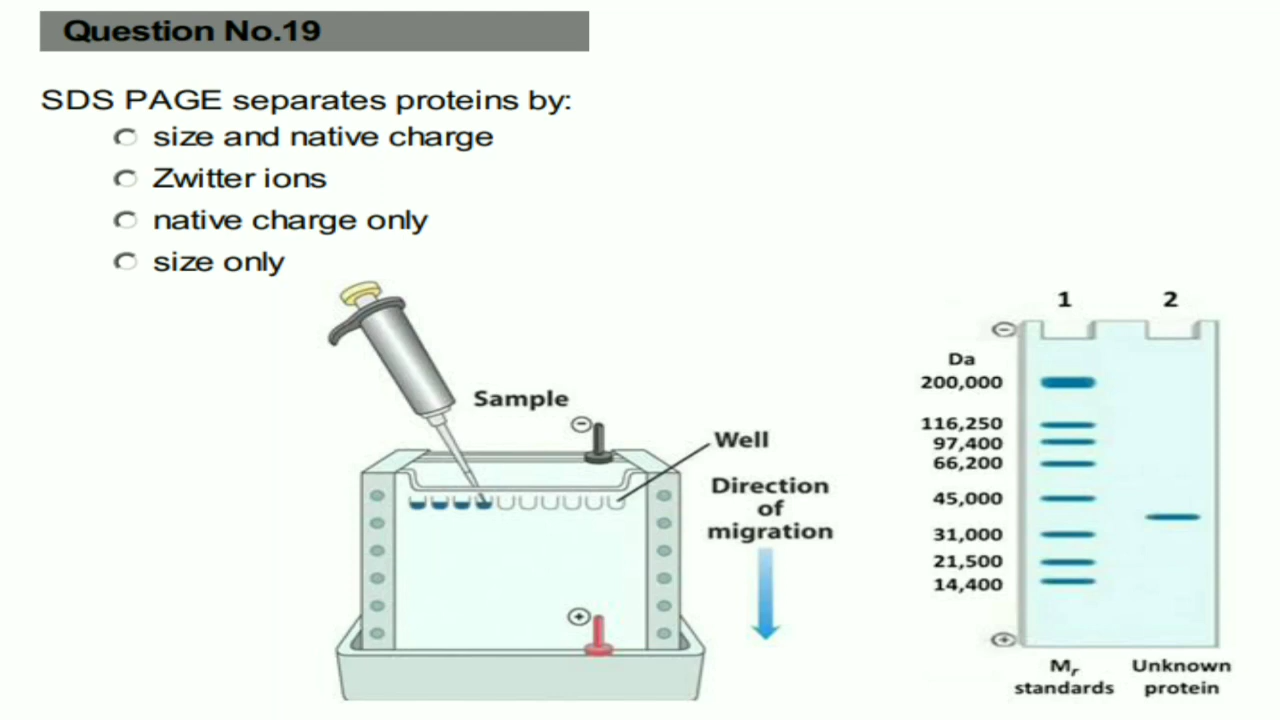 Question No.19
SDS PAGE separates proteins by:
size and native charge
Zwitter ions
native charge only
size only
Sample
Well
Direction
of
migration
1 2
Da
200,000
116,250
97,400
66,200
45,000
31,000
21,500
14,400
Mr
standards
Unknown
protein